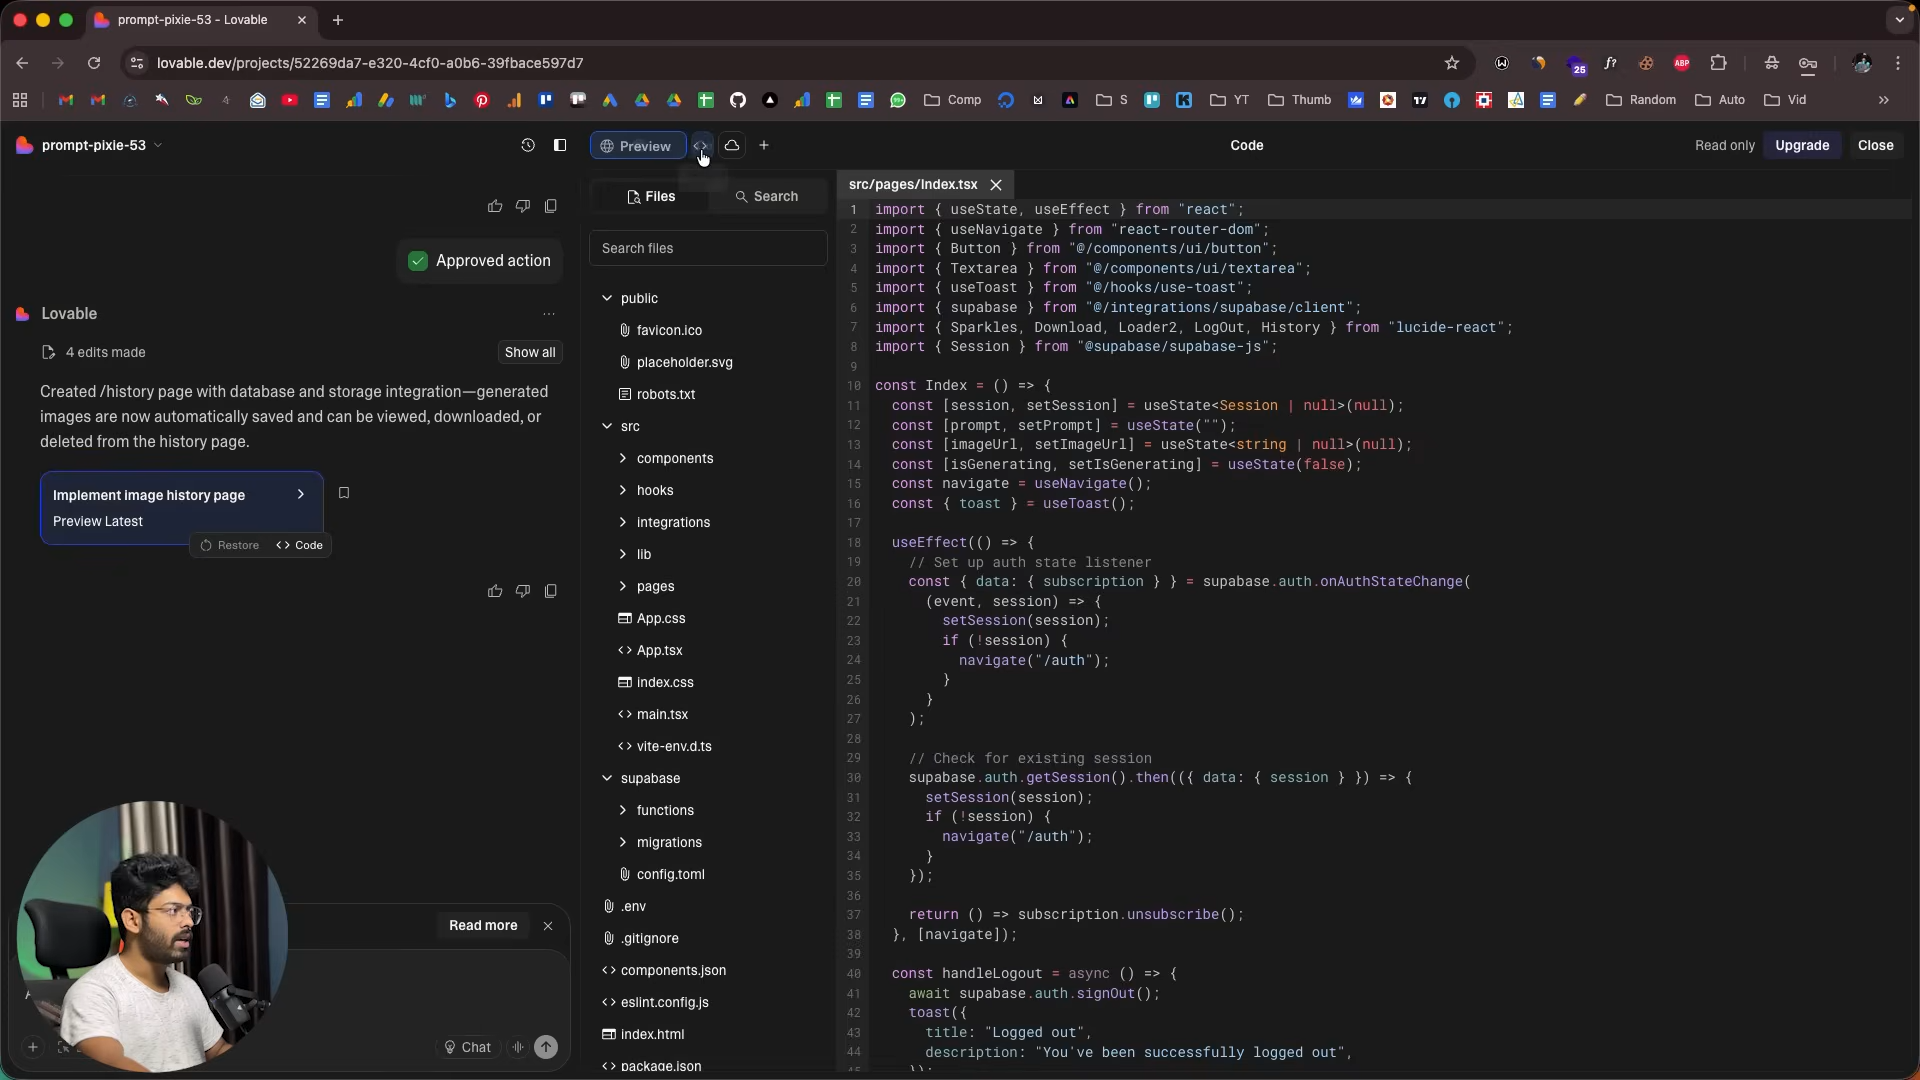 prompt-pixie-53 - Lovable
lovable.dev/projects/52269da7-e320-4cf0-a0b6-39fbace597d7
25
f?
ABP
Comp
S
YT
Thumb
Random
Auto
Vid
prompt-pixie-53
Preview
Code
Read only
Upgrade
Close
Approved action
Lovable
4 edits made
Show all
Created /history page with database and storage integration—generated
images are now automatically saved and can be viewed, downloaded, or
deleted from the history page.
Implement image history page
Preview Latest
Restore
Code
Read more
Chat
Files
Search
Search files
public
favicon.ico
placeholder.svg
robots.txt
src
components
hooks
integrations
lib
pages
App.css
App.tsx
index.css
main.tsx
vite-env.d.ts
supabase
functions
migrations
config.toml
.env
.gitignore
components.json
eslint.config.js
index.html
package.json
src/pages/Index.tsx
1 import { useState, useEffect } from "react";
2 import { useNavigate } from "react-router-dom";
3 import { Button } from "@/components/ui/button";
4 import { Textarea } from "@/components/ui/textarea";
5 import { useToast } from "@/hooks/use-toast";
6 import { supabase } from "@/integrations/supabase/client";
7 import { Sparkles, Download, Loader2, LogOut, History } from "lucide-react";
8 import { Session } from "@supabase/supabase-js";
9
10 const Index = () => {
11 const [session, setSession] = useState<Session | null>(null);
12 const [prompt, setPrompt] = useState("");
13 const [imageUrl, setImageUrl] = useState<string | null>(null);
14 const [isGenerating, setIsGenerating] = useState(false);
15 const navigate = useNavigate();
16 const { toast } = useToast();
17
18 useEffect(() => {
19 // Set up auth state listener
20 const { data: { subscription } } = supabase.auth.onAuthStateChange(
21 (event, session) => {
22 setSession(session);
23 if (!session) {
24 navigate("/auth");
25 }
26 }
27 );
28
29 // Check for existing session
30 supabase.auth.getSession().then(({ data: { session } }) => {
31 setSession(session);
32 if (!session) {
33 navigate("/auth");
34 }
35 });
36
37 return () => subscription.unsubscribe();
38 }, [navigate]);
39
40 const handleLogout = async () => {
41 await supabase.auth.signOut();
42 toast({
43 title: "Logged out",
44 description: "You've been successfully logged out",
45 });